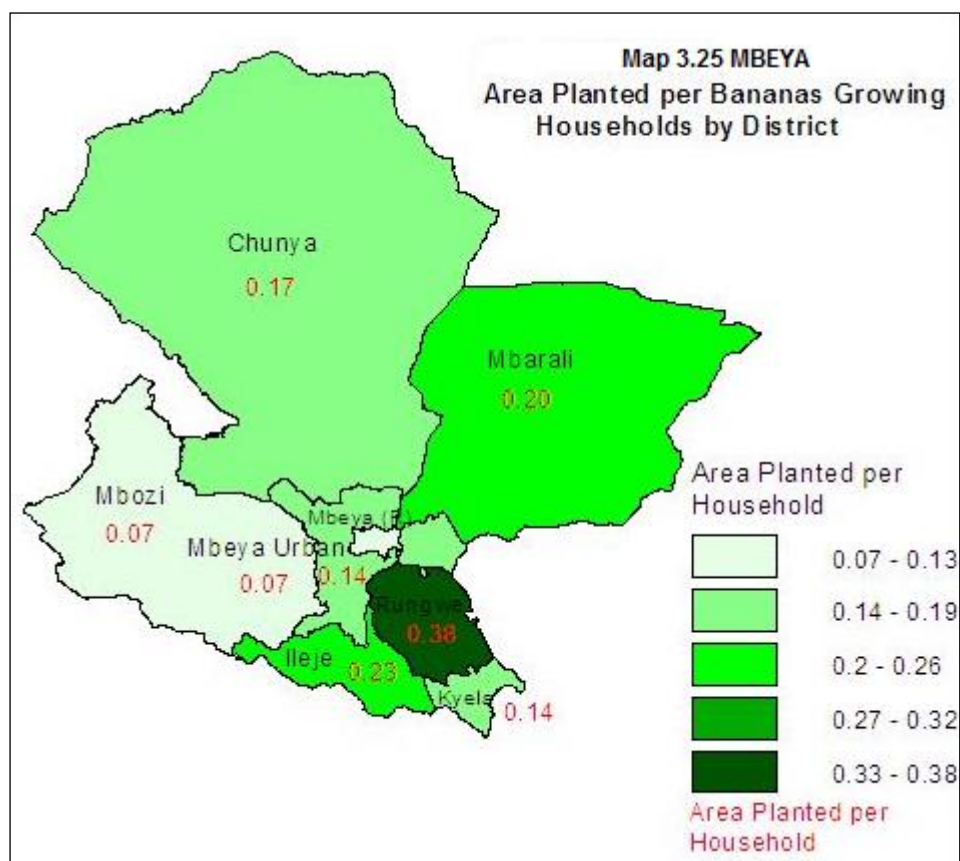 Map 3.25 MBEYA
Area Planted per Bananas Growing
Households by District
Chunya
0.17
Mbarali
0.20
Mbozi
0.07
Mbeya (R)
Mbeya Urban
0.07
0.14
Rungwe
0.38
Ileje
0.23
Kyela
0.14
Area Planted per
Household
0.07 - 0.13
0.14 - 0.19
0.2 - 0.26
0.27 - 0.32
0.33 - 0.38
Area Planted per
Household